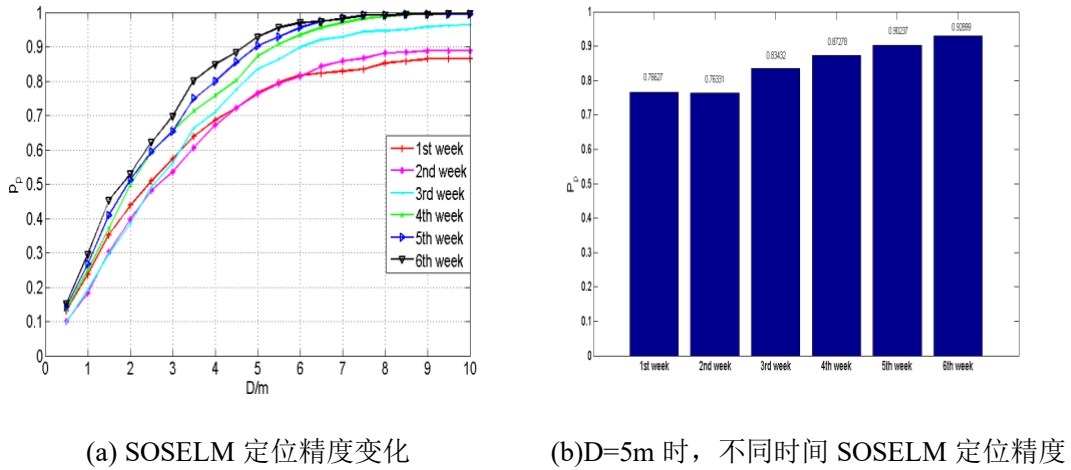 1
0.9
0.8
0.7
0.6
0.5
0.4
0.3
0.2
0.1
0
Pp
0 1 2 3 4 5 6 7 8 9 10
D/m
1st week
2nd week
3rd week
4th week
5th week
6th week
1
0.9
0.8
0.7
0.6
0.5
0.4
0.3
0.2
0.1
0
Pp
0.76627
0.76331
0.83432
0.87278
0.90237
0.92899
1st week 2nd week 3rd week 4th week 5th week 6th week
(a) SOSELM 定位精度变化
(b)D=5m 时，不同时间 SOSELM 定位精度